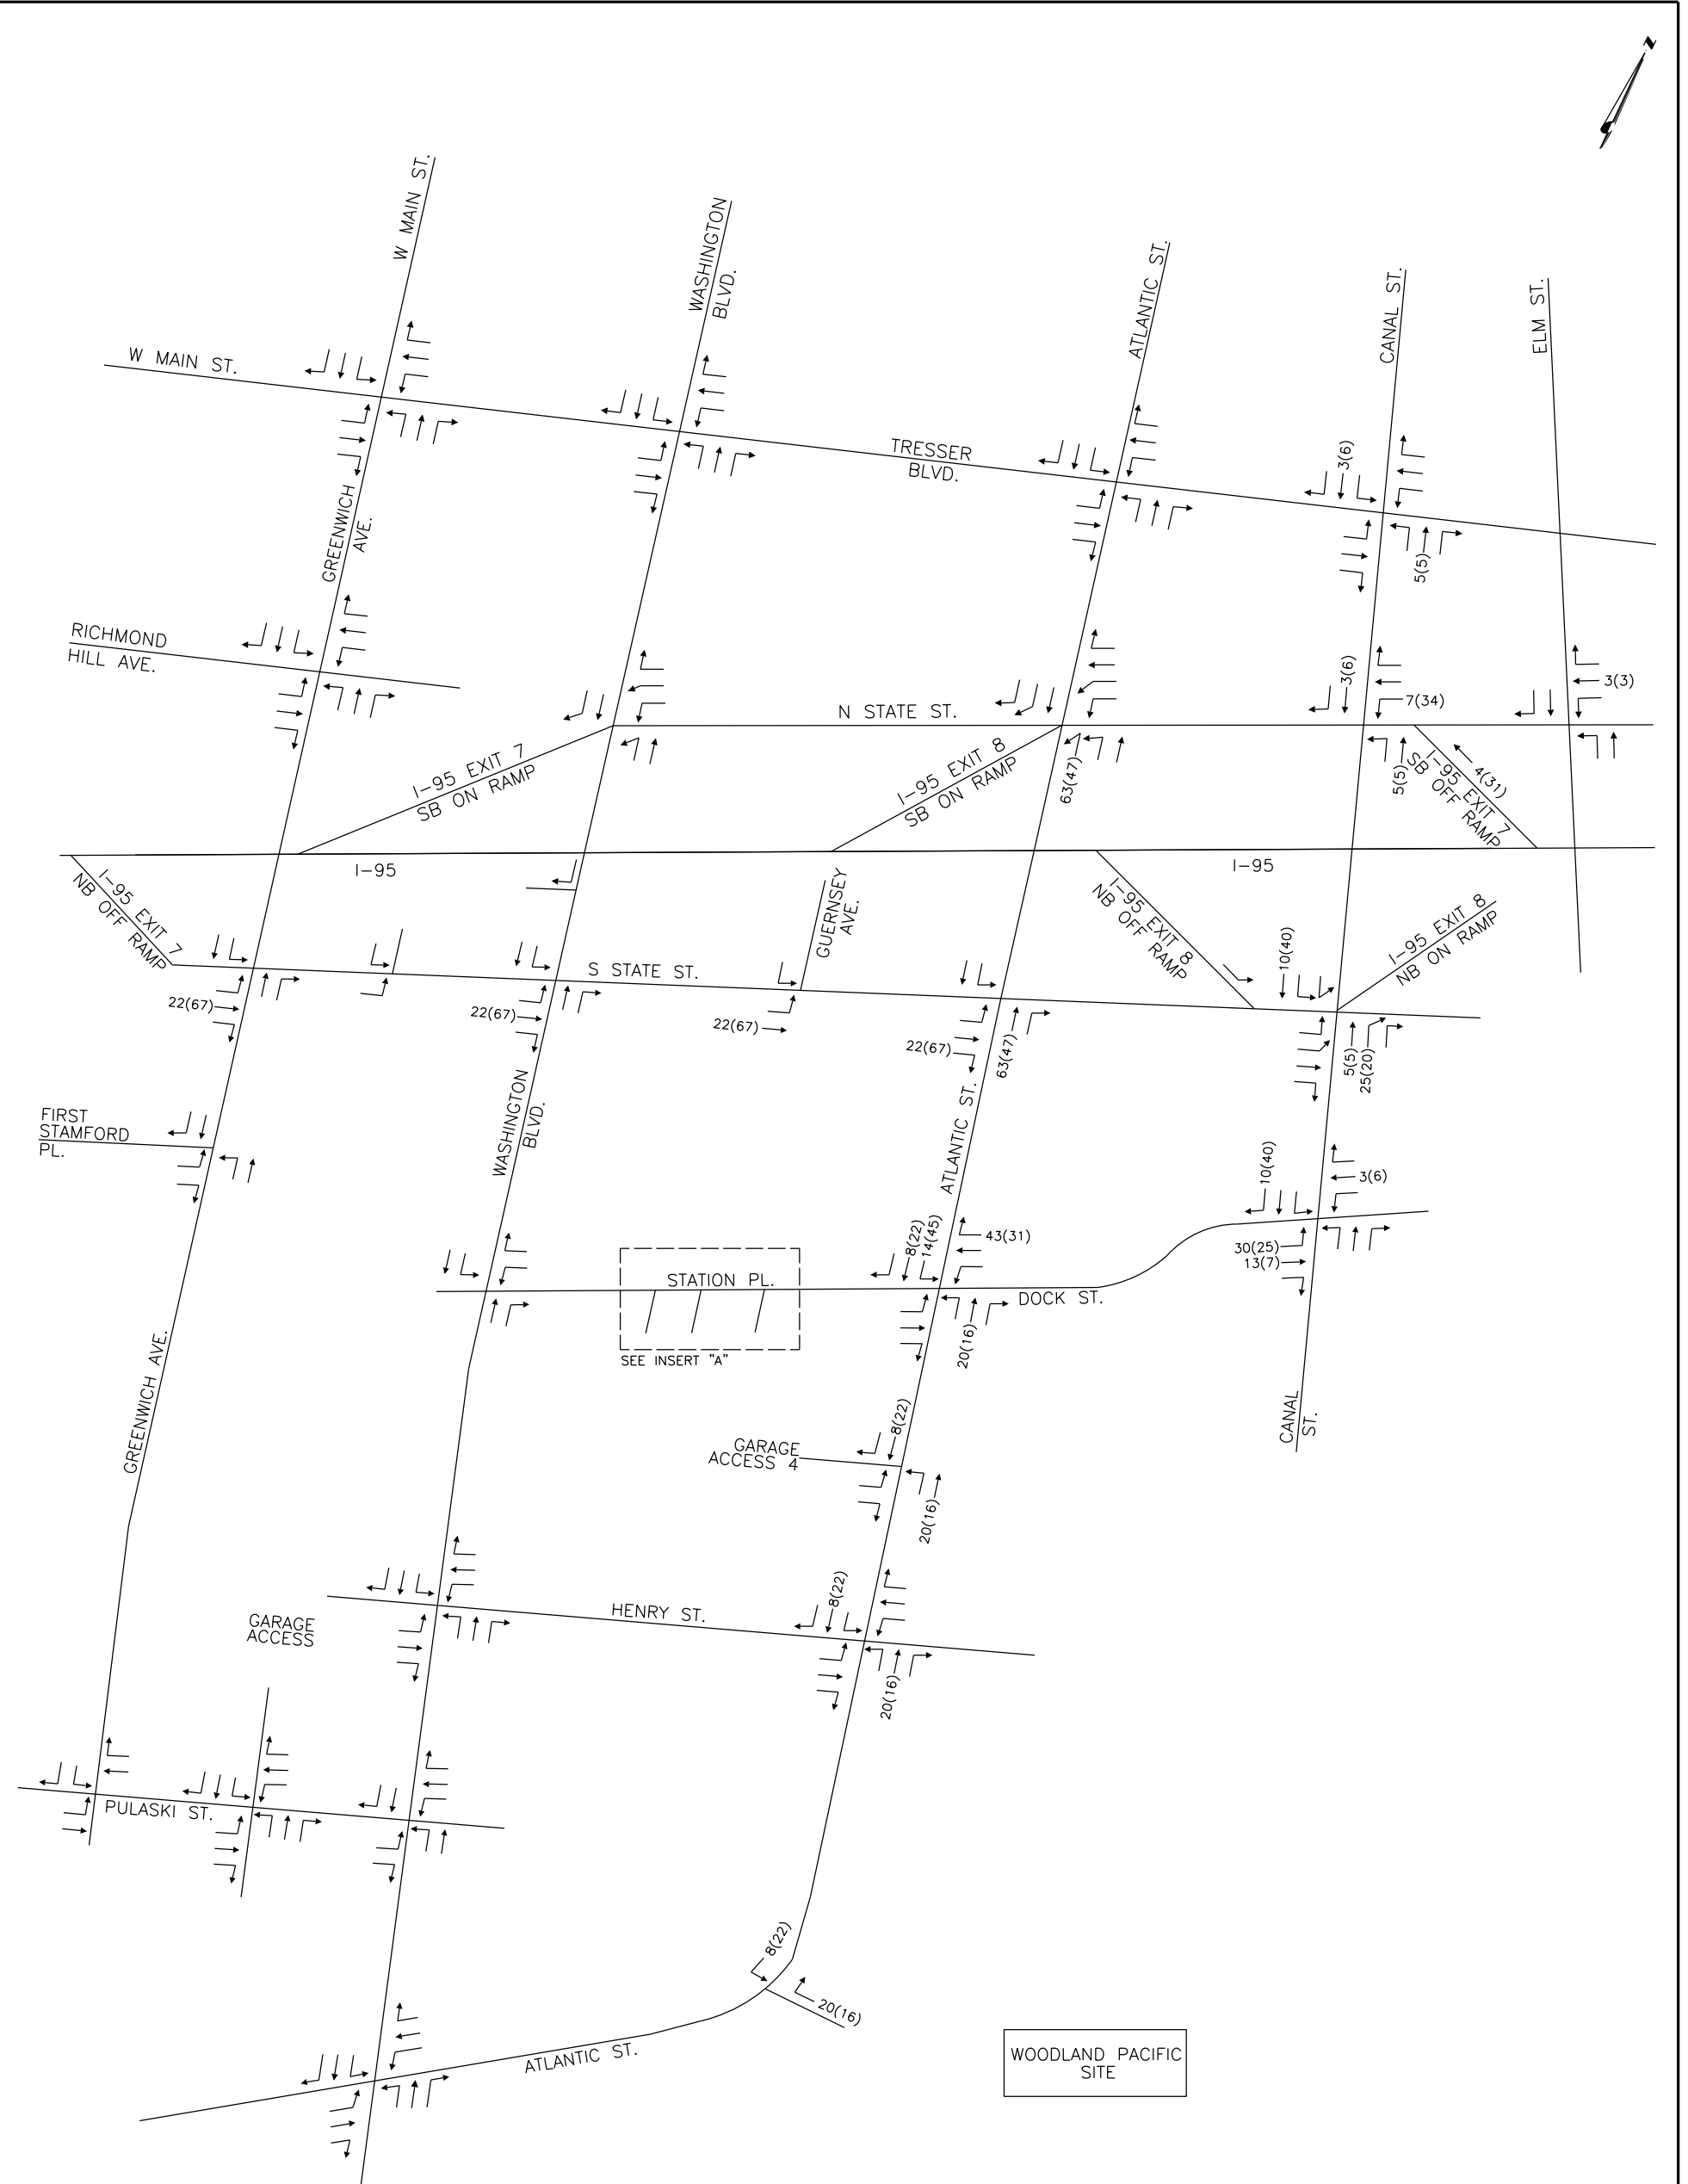 N
W MAIN ST.
WASHINGTON
BLVD.
ATLANTIC ST.
CANAL ST.
ELM ST.
W MAIN ST.
TRESSER
BLVD.
3(6)
5(5)
GREENWICH
AVE.
RICHMOND
HILL AVE.
N STATE ST.
3(6)
7(34)
3(3)
I-95 EXIT 7
SB ON RAMP
I-95 EXIT 8
SB ON RAMP
63(47)
5(5)
4(31)
I-95 EXIT 7
SB OFF RAMP
I-95
I-95
I-95 EXIT 7
NB OFF RAMP
GUERNSEY
AVE.
I-95 EXIT 8
NB OFF RAMP
10(40)
I-95 EXIT 8
NB ON RAMP
S STATE ST.
22(67)
22(67)
22(67)
22(67)
63(47)
5(5)
25(20)
FIRST
STAMFORD
PL.
WASHINGTON
BLVD.
ATLANTIC ST.
10(40)
3(6)
8(22)
14(45)
43(31)
30(25)
13(7)
STATION PL.
DOCK ST.
20(16)
SEE INSERT "A"
GREENWICH AVE.
8(22)
CANAL
ST.
GARAGE
ACCESS 4
20(16)
8(22)
HENRY ST.
GARAGE
ACCESS
20(16)
PULASKI ST.
8(22)
20(16)
ATLANTIC ST.
WOODLAND PACIFIC
SITE